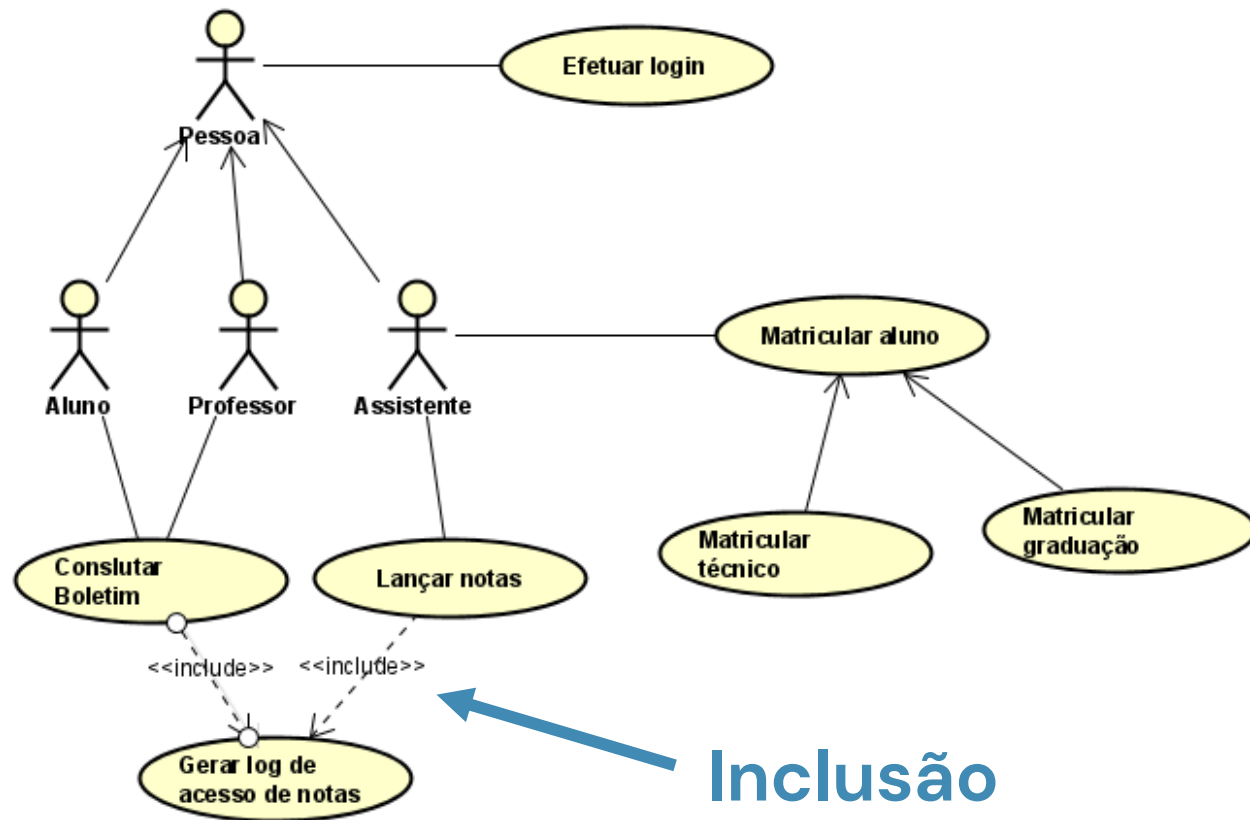 Efetuar login
Pessoa
Matricular aluno
Aluno
Professor
Assistente
Matricular
técnico
Matricular
graduação
Conslutar
Boletim
Lançar notas
<<include>>
<<include>>
Gerar log de
acesso de notas
Inclusão